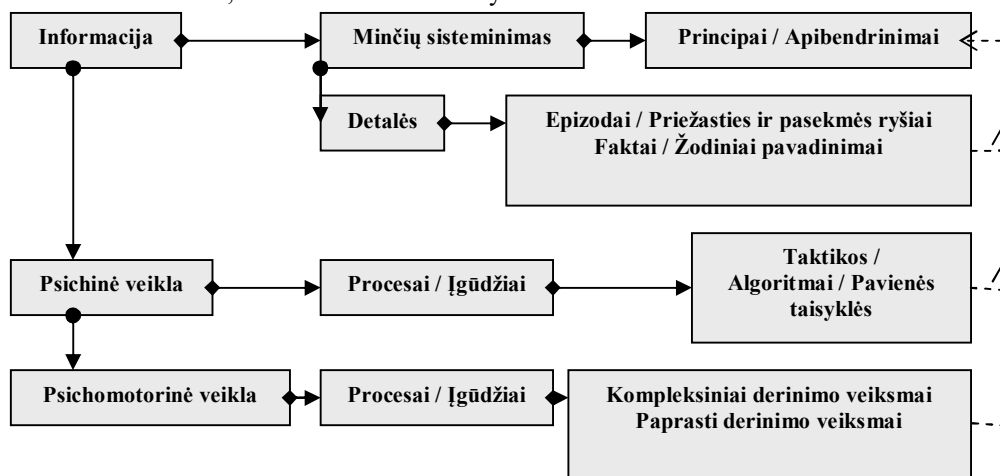 Informacija
Minčių sisteminimas
Principai / Apibendrinimai
Detalės
Epizodai / Priežasties ir pasekmės ryšiai
Faktai / Žodiniai pavadinimai
Psichinė veikla
Procesai / Įgūdžiai
Taktikos /
Algoritmai / Pavienės
taisyklės
Psichomotorinė veikla
Procesai / Įgūdžiai
Kompleksiniai derinimo veiksmai
Paprasti derinimo veiksmai